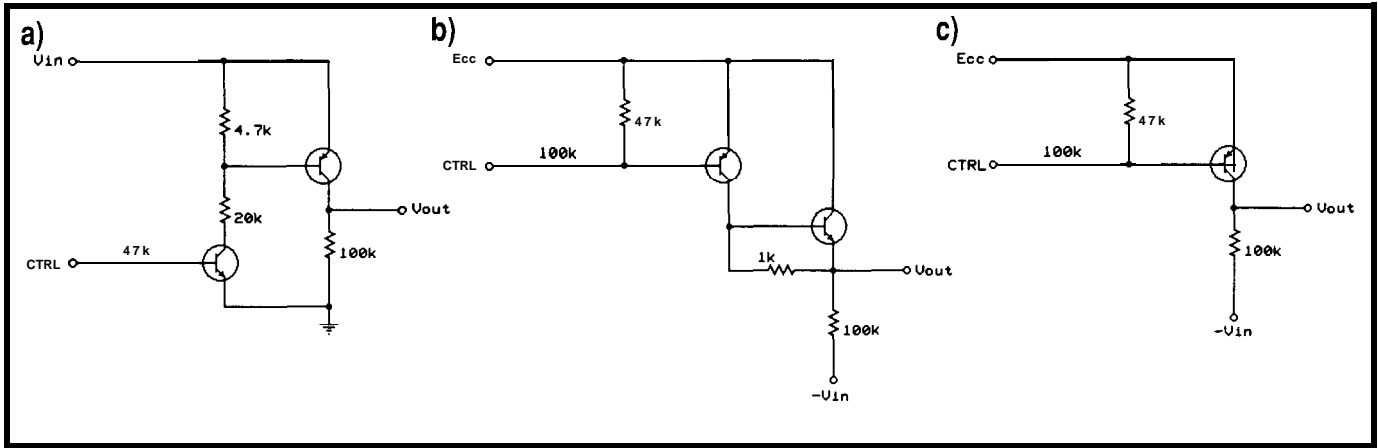 a)
Vin
4.7k
20k
Vout
47k
100k
CTRL
b)
Ecc
47k
100k
CTRL
1k
Vout
100k
-Vin
c)
Ecc
47k
100k
CTRL
Vout
100k
-Vin